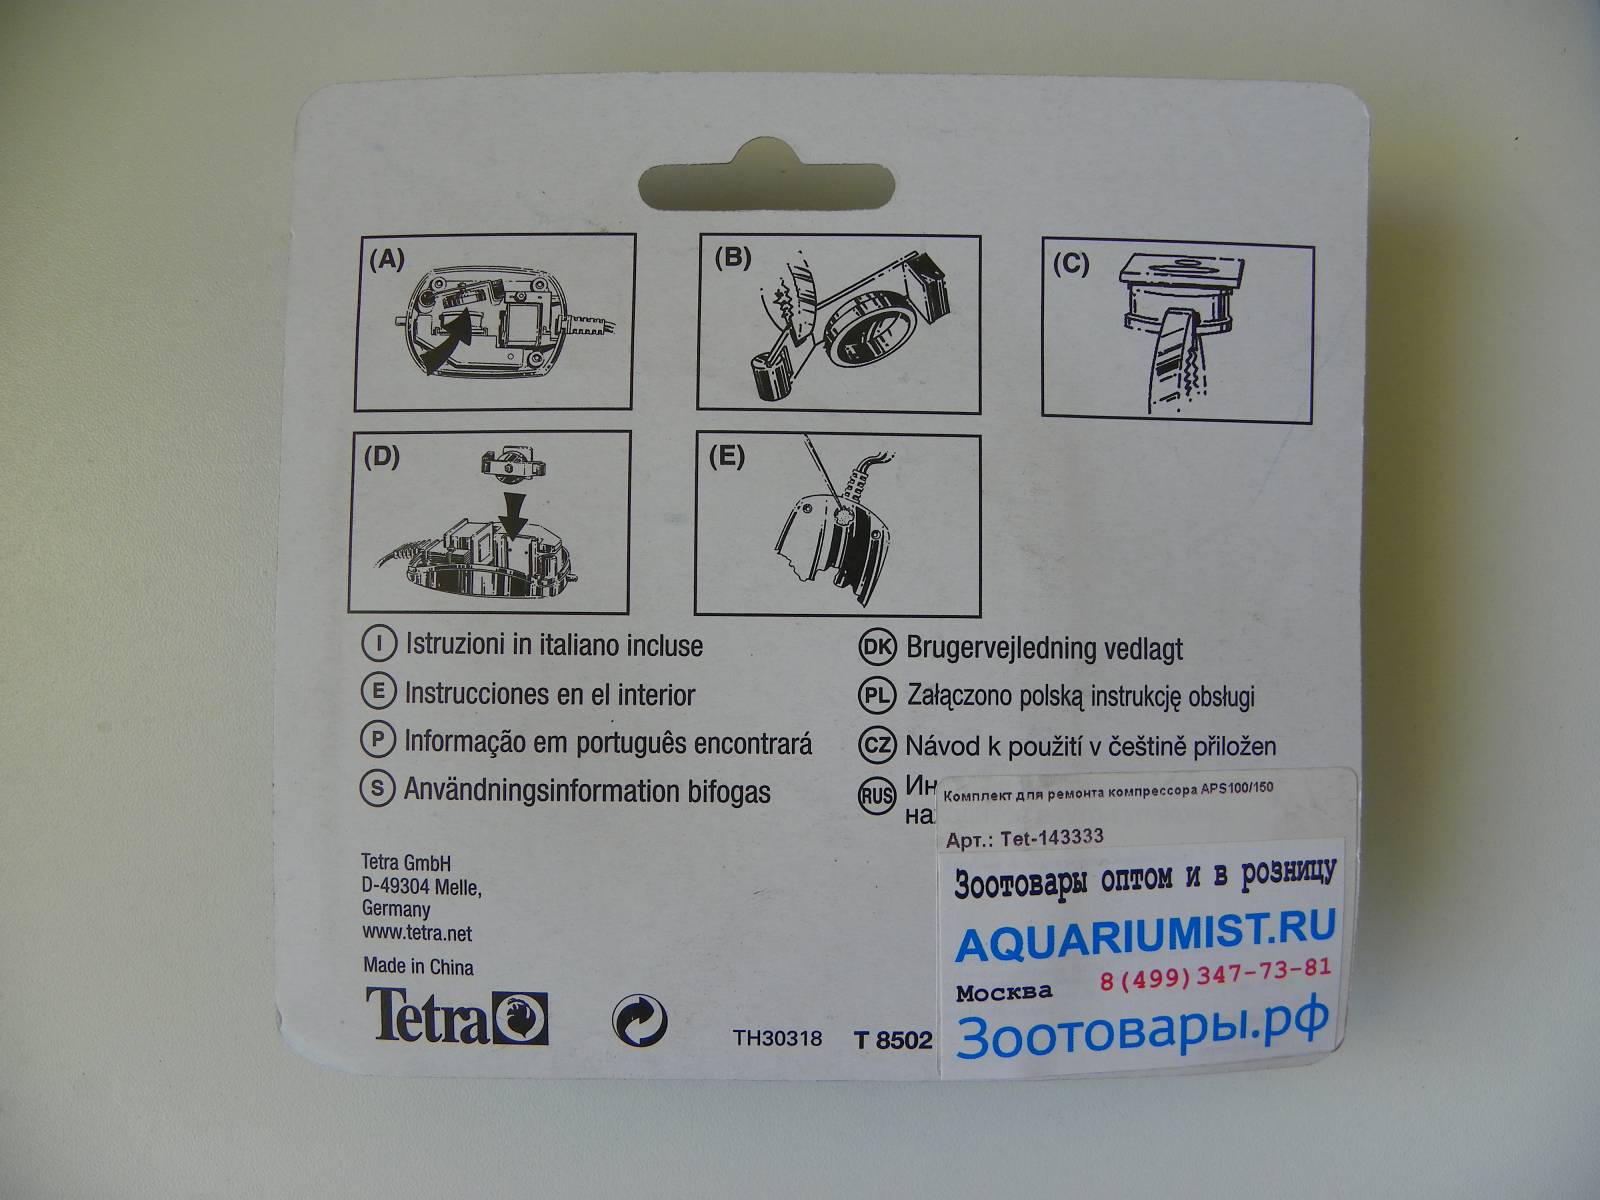 (A)
(B)
(C)
(D)
(E)
I Istruzioni in italiano incluse
E Instrucciones en el interior
P Informação em português encontrará
S Användningsinformation bifogas
DK Brugervejledning vedlagt
PL Załączono polską instrukcję obsługi
CZ Návod k použití v češtině přiložen
RUS Ин
на
Комплект для ремонта компрессора APS100/150
Арт.: Tet-143333
Зоотовары оптом и в розницу
AQUARIUMIST.RU
8(499)347-73-81
Москва
Зоотовары.рф
Tetra GmbH
D-49304 Melle,
Germany
www.tetra.net
Made in China
Tetra
TH30318
T 8502